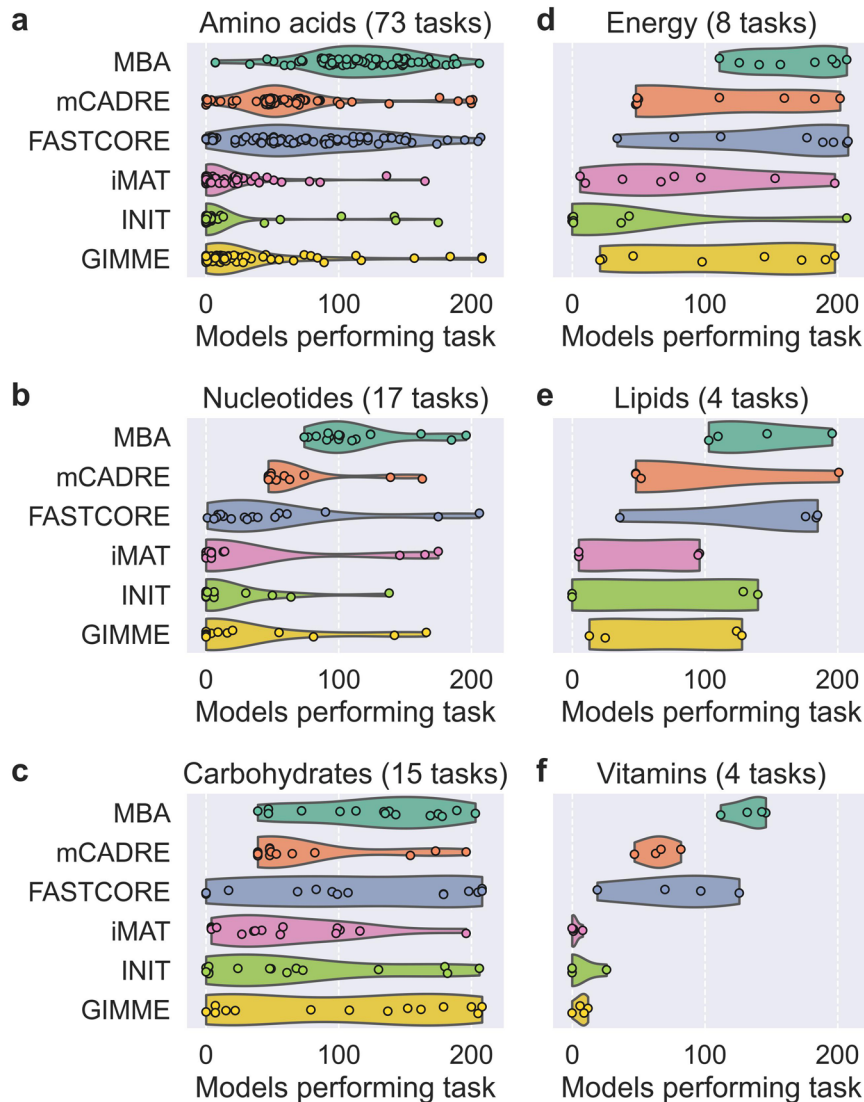 a
Amino acids (73 tasks)
MBA
mCADRE
FASTCORE
iMAT
INIT
GIMME
0 100 200
Models performing task
d
Energy (8 tasks)
0 100 200
Models performing task
b
Nucleotides (17 tasks)
MBA
mCADRE
FASTCORE
iMAT
INIT
GIMME
0 100 200
Models performing task
e
Lipids (4 tasks)
0 100 200
Models performing task
c
Carbohydrates (15 tasks)
MBA
mCADRE
FASTCORE
iMAT
INIT
GIMME
0 100 200
Models performing task
f
Vitamins (4 tasks)
0 100 200
Models performing task